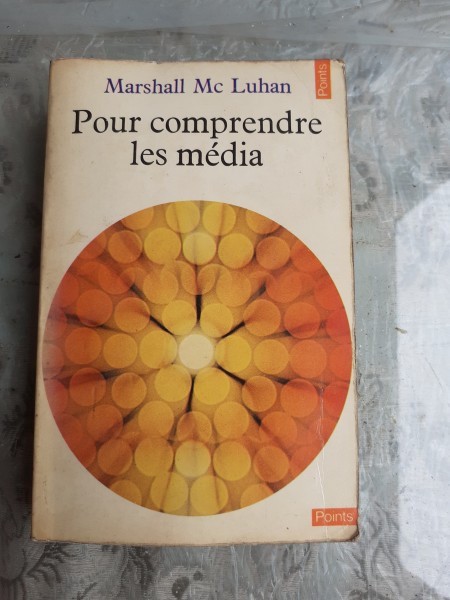 Marshall Mc Luhan
Points
Pour comprendre
les média
Points